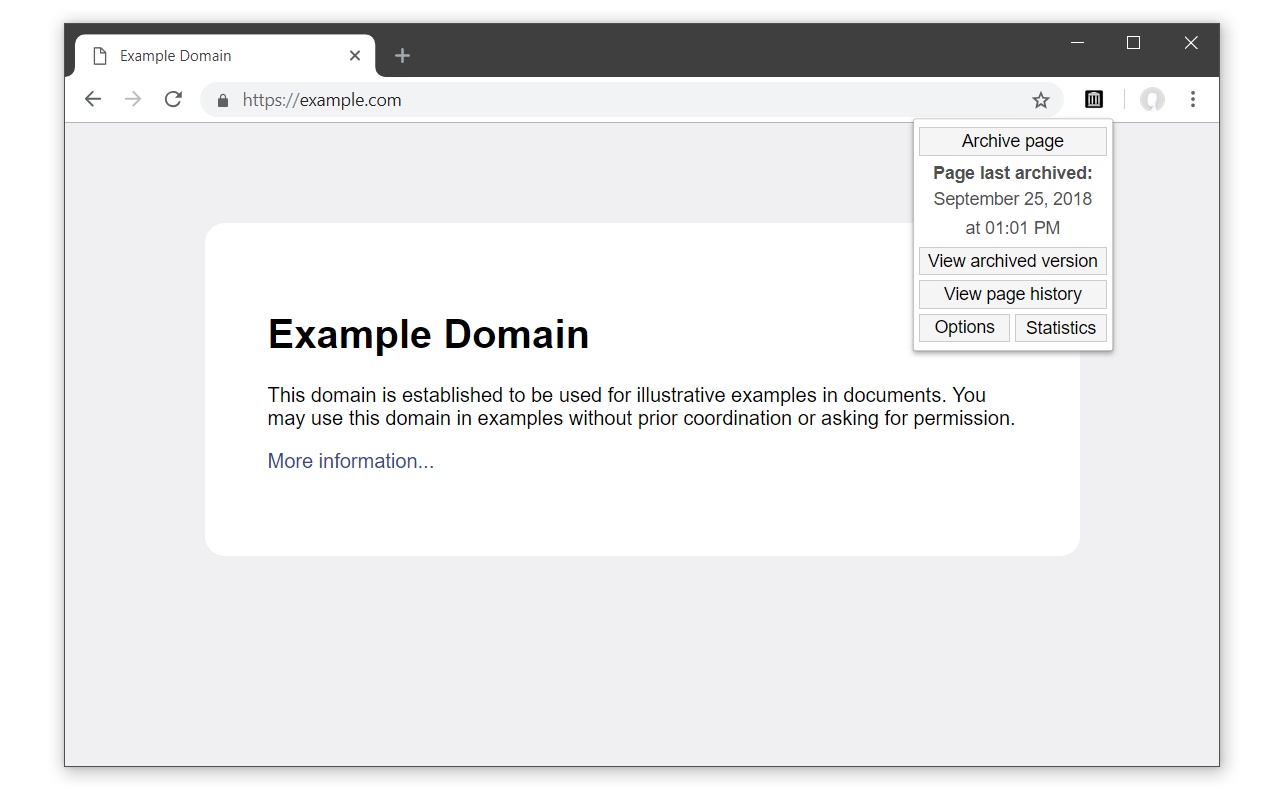 Example Domain
https://example.com
Archive page
Page last archived:
September 25, 2018
at 01:01 PM
View archived version
View page history
Options Statistics
Example Domain
This domain is established to be used for illustrative examples in documents. You
may use this domain in examples without prior coordination or asking for permission.
More information...